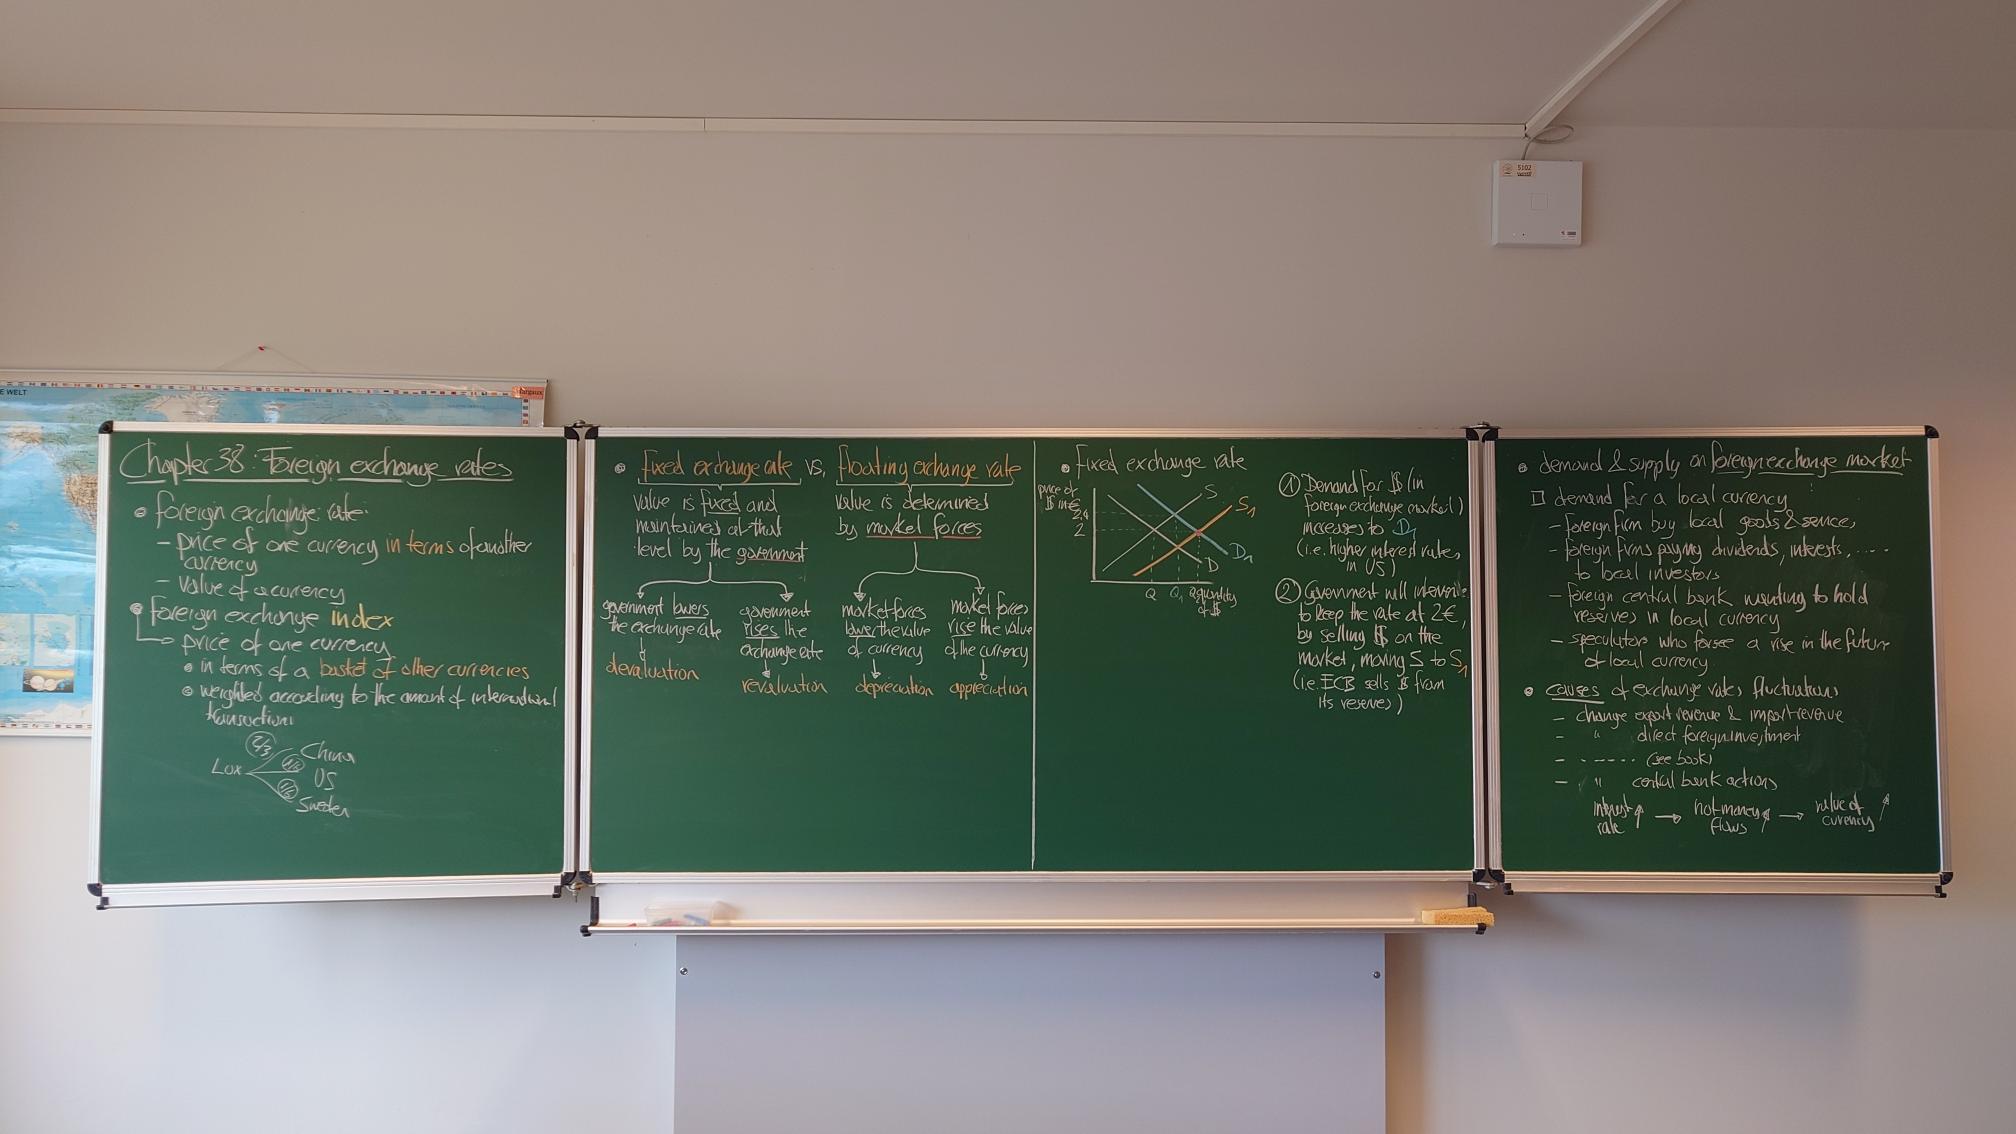 E WELT
Margaux
5102
Chapter 38: Foreign exchange rates
foreign exchange rate:
- price of one currency in terms of another
currency
- value of a currency
foreign exchange index
price of one currency
in terms of a basket of other currencies
weighted according to the amount of international
transactions
2/3 China
Lux US
Sweden
fixed exchange rate vs, floating exchange rate
value is fixed and
maintained at that
level by the government
value is determined
by market forces
government lowers
the exchange rate
devaluation
government
rises the
exchange rate
revaluation
market forces
lower the value
of currency
depreciation
market forces
rise the value
of the currency
appreciation
Fixed exchange rate
price of
$ in €
2,4
2
S
S1
D1
D
Q Q1 Q2
quantity
of $
① Demand for $ (in
foreign exchange market)
increases to D1
(i.e. higher interest rates
in US)
② Government will intervene
to keep the rate at 2€,
by selling $ on the
market, moving S to S1
(i.e. ECB sells $ from
its reserves)
demand & supply on foreign exchange market
demand for a local currency:
- foreign firm buy local goods & services
- foreign firms paying dividends, interests, ....
to local investors
- foreign central bank wanting to hold
reserves in local currency
- speculators who forsee a rise in the future
of local currency
causes of exchange rates fluctuations
- change export revenue & import revenue
- " direct foreign investment
- ...... (see book)
- " central bank actions
interest ↑
rate
→ hot money ↑
flows
→ value of ↑
currency